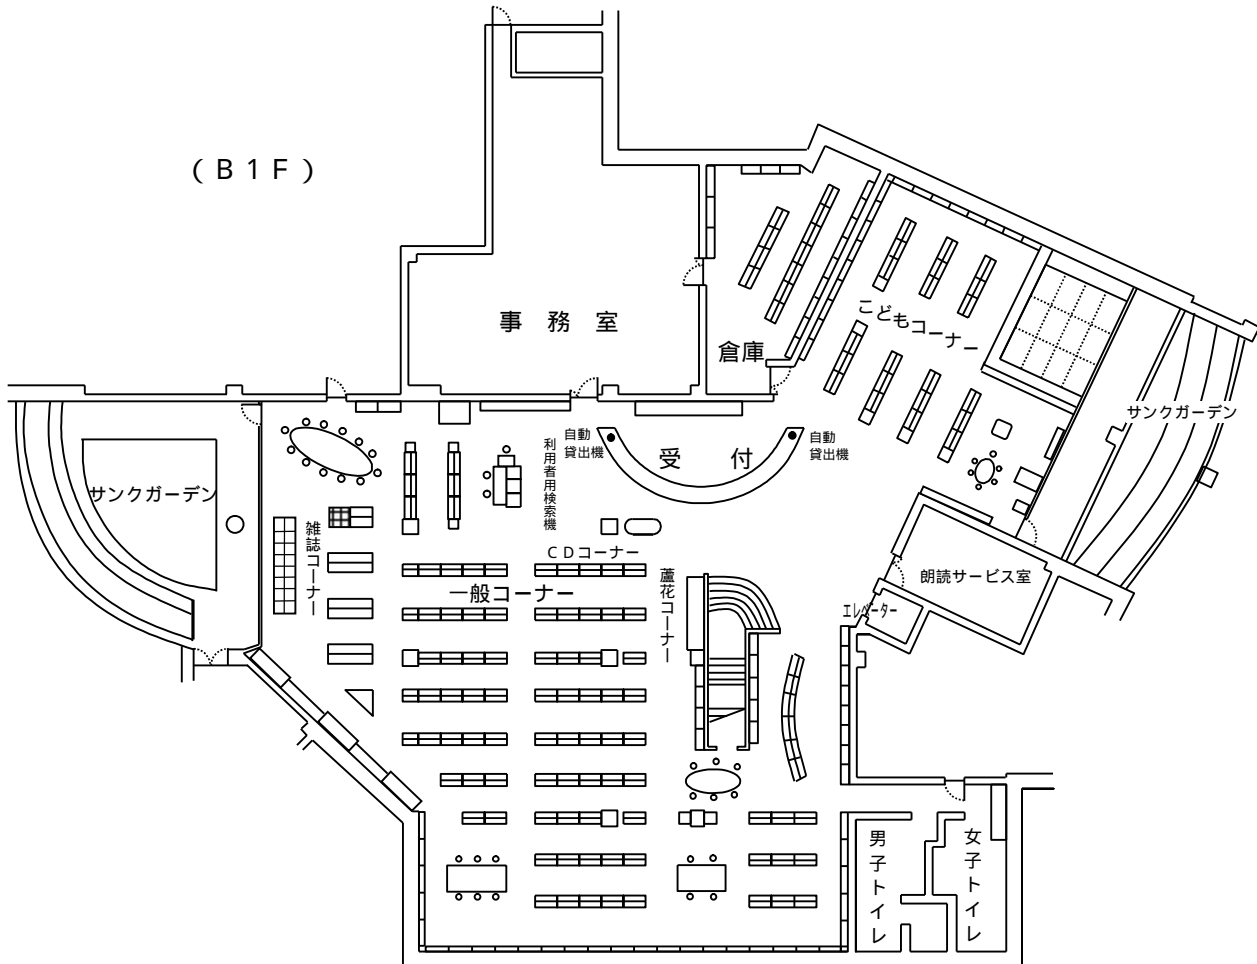 （Ｂ１Ｆ）
事務室
倉庫
こどもコーナー
サンクガーデン
自動
貸出機
受付
自動
貸出機
利用者用検索機
サンクガーデン
雑誌コーナー
ＣＤコーナー
一般コーナー
蘆花コーナー
朗読サービス室
エレベーター
男子トイレ
女子トイレ